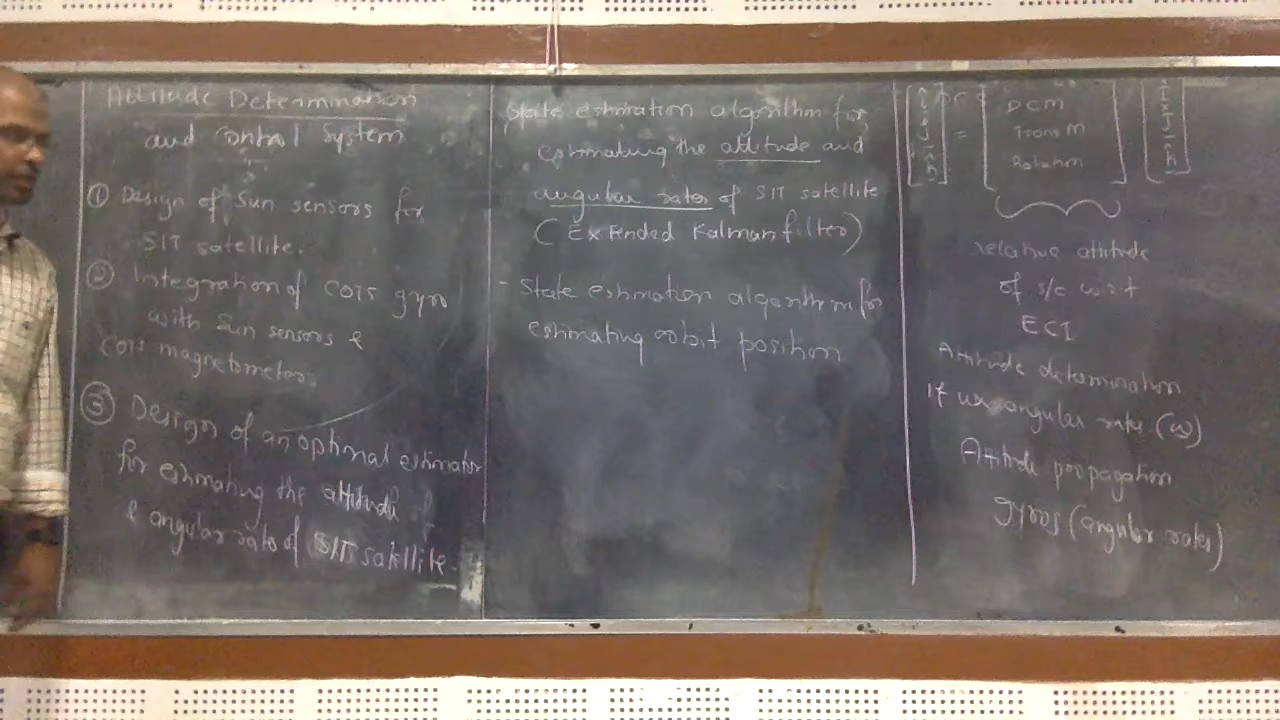 Attitude Determination
and Control System
① Design of Sun sensors for
SIT satellite.
② Integration of COTS gyro
with Sun sensors &
COTS magnetometer.
③ Design of an optimal estimator
for estimating the attitude of
& angular rate of SIT satellite.
State estimation algorithm for
estimating the attitude and
angular rates of SIT satellite
(Extended Kalman filter)
- State estimation algorithm for
estimating orbit position
=
DCM
Trans M
Rotation
relative attitude
of s/c w.r.t
ECI
Attitude determination
If angular rates (ω)
Attitude propagation
gyros (angular rates)